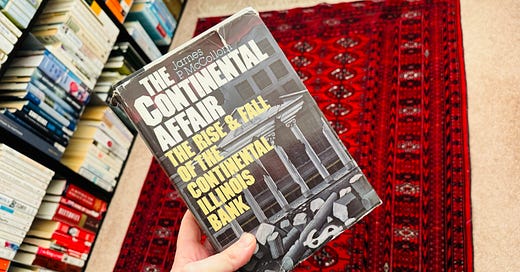 James
P. McCollom
THE
CONTINENTAL
AFFAIR
THE RISE & FALL
OF THE
CONTINENTAL
ILLINOIS
BANK